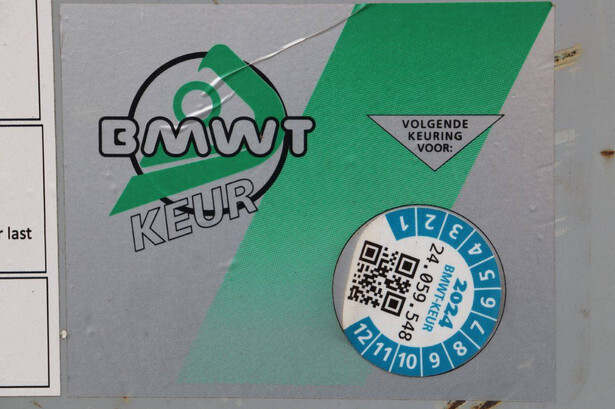 BMWT
KEUR
VOLGENDE
KEURING
VOOR:
r last
1 2 3 4 5 6 7 8 9 10 11 12
2024
BMWT-KEUR
24.059.548